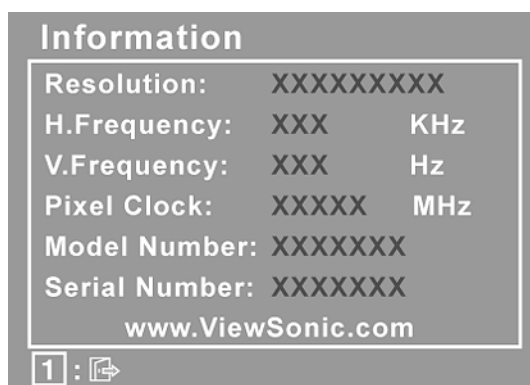 Information
Resolution: XXXXXXXXX
H.Frequency: XXX KHz
V.Frequency: XXX Hz
Pixel Clock: XXXXX MHz
Model Number: XXXXXXX
Serial Number: XXXXXXX
www.ViewSonic.com
1 :